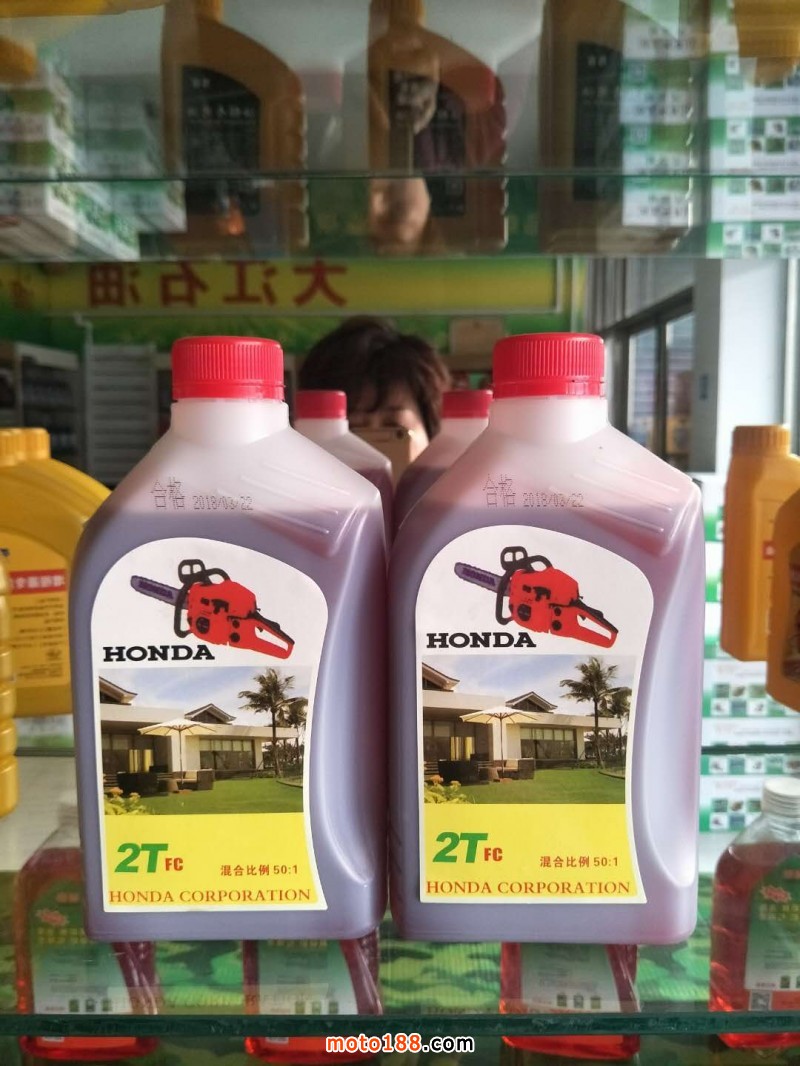 大江石油
合格 2018/03/22
合格 2018/03/22
HONDA
HONDA
2T FC
混合比例 50:1
HONDA CORPORATION
2T FC
混合比例 50:1
HONDA CORPORATION
moto188.com